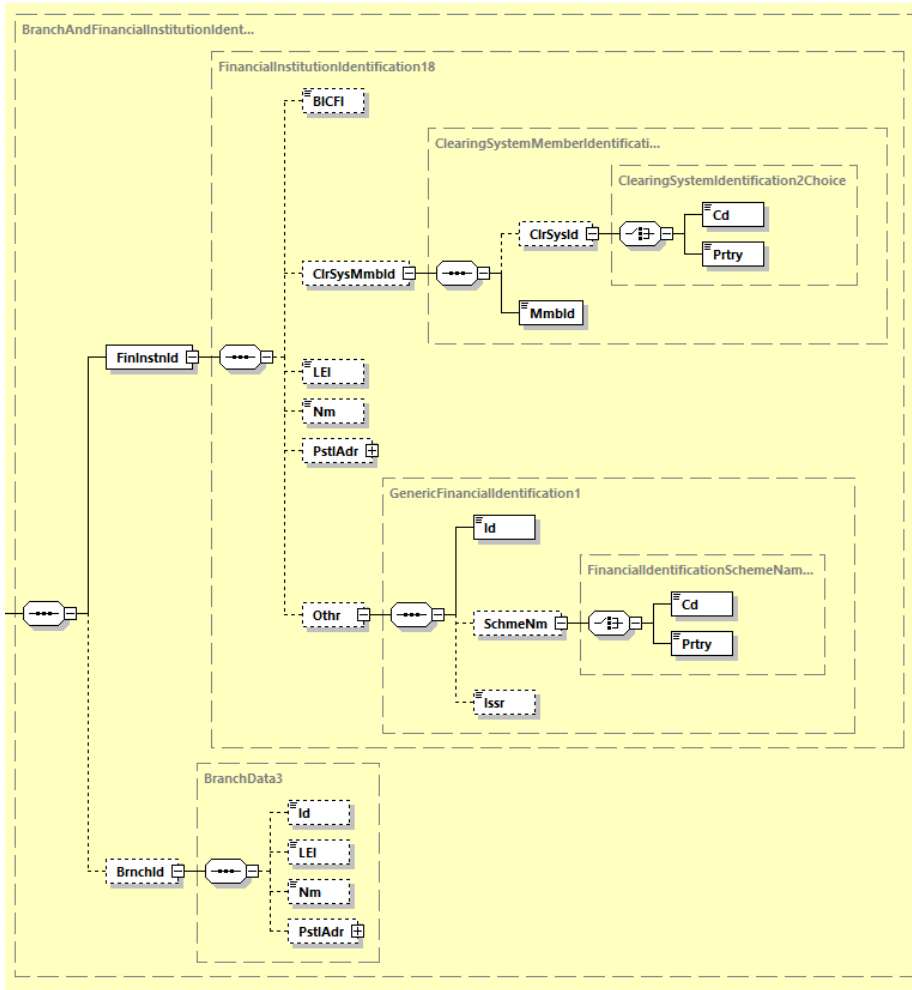 BranchAndFinancialInstitutionIdent...
FinancialInstitutionIdentification18
BICFI
ClearingSystemMemberIdentificati...
ClearingSystemIdentification2Choice
Cd
ClrSysId
Prtry
ClrSysMmbId
MmbId
FinInstnId
LEI
Nm
PstlAdr
GenericFinancialIdentification1
Id
FinancialIdentificationSchemeNam...
Cd
Othr
SchmeNm
Prtry
Issr
BranchData3
Id
LEI
BrnchId
Nm
PstlAdr